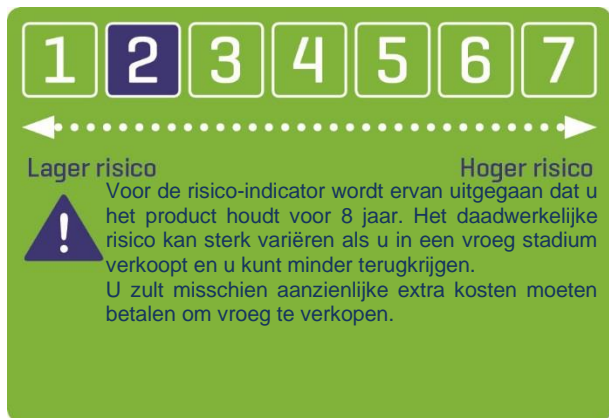 1 2 3 4 5 6 7
Lager risico Hoger risico
Voor de risico-indicator wordt ervan uitgegaan dat u
het product houdt voor 8 jaar. Het daadwerkelijke
risico kan sterk variëren als u in een vroeg stadium
verkoopt en u kunt minder terugkrijgen.
U zult misschien aanzienlijke extra kosten moeten
betalen om vroeg te verkopen.